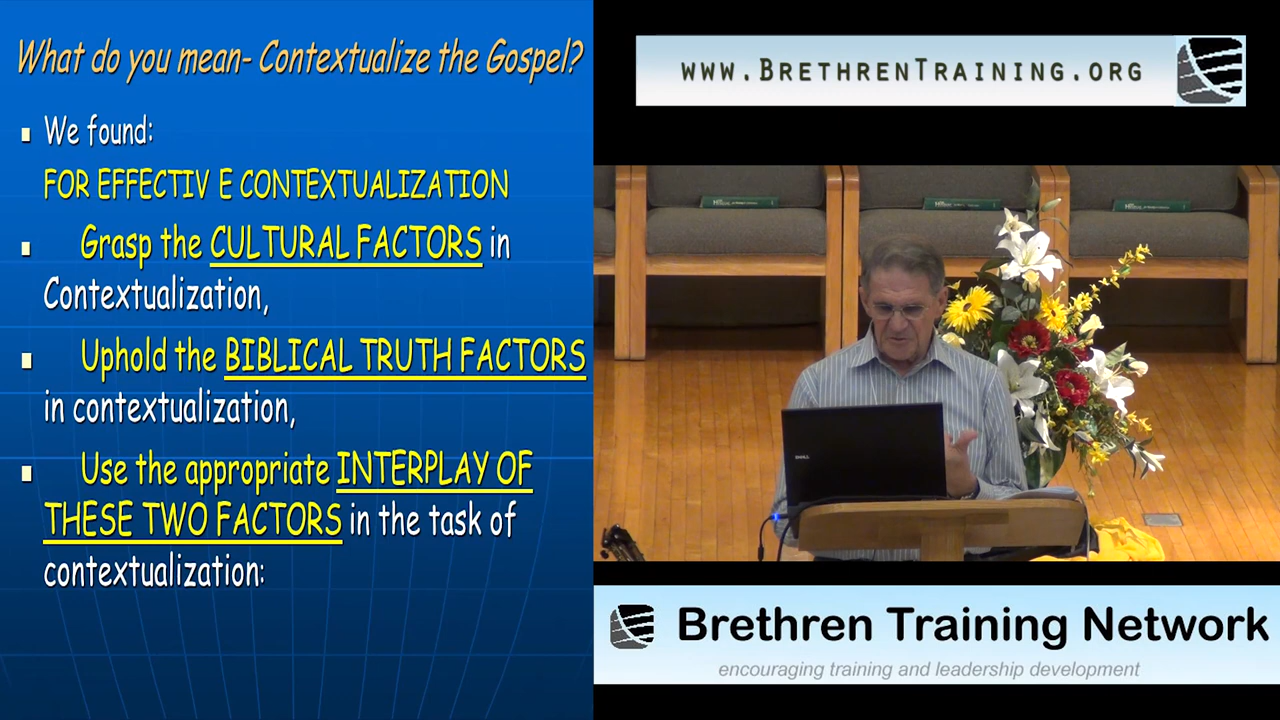 What do you mean- Contextualize the Gospel?
We found:
FOR EFFECTIV E CONTEXTUALIZATION
Grasp the CULTURAL FACTORS in
Contextualization,
Uphold the BIBLICAL TRUTH FACTORS
in contextualization,
Use the appropriate INTERPLAY OF
THESE TWO FACTORS in the task of
contextualization:
www.BrethrenTraining.org
DELL
Brethren Training Network
encouraging training and leadership development